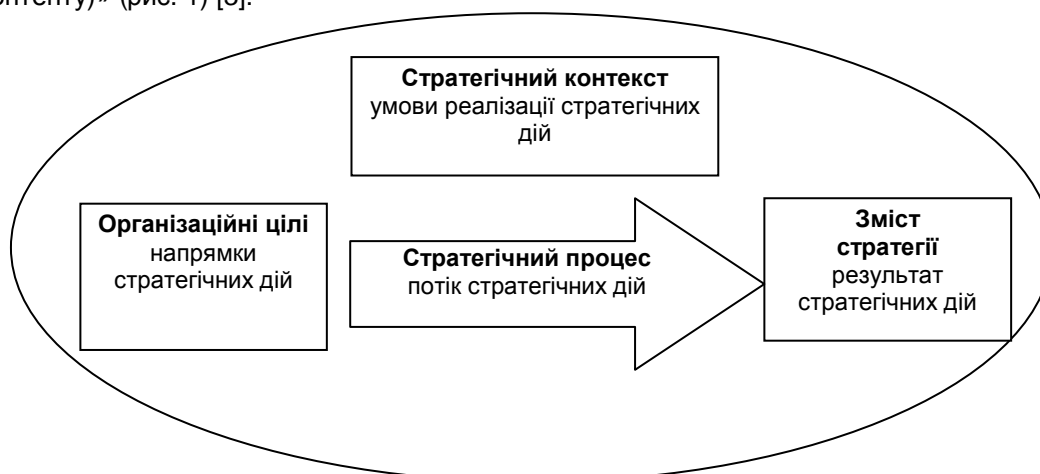 онтенту)» (рис. 1) [8].
Стратегічний контекст
умови реалізації стратегічних
дій
Організаційні цілі
напрямки
стратегічних дій
Стратегічний процес
потік стратегічних дій
Зміст
стратегії
результат
стратегічних дій